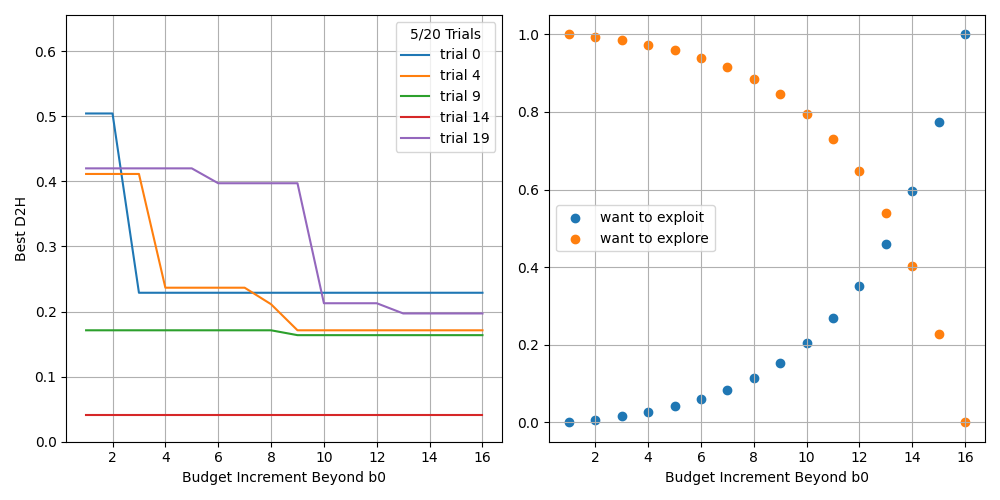 Best D2H
0.6
0.5
0.4
0.3
0.2
0.1
0.0
5/20 Trials
trial 0
trial 4
trial 9
trial 14
trial 19
2 4 6 8 10 12 14 16
Budget Increment Beyond b0
1.0
0.8
0.6
0.4
0.2
0.0
want to exploit
want to explore
2 4 6 8 10 12 14 16
Budget Increment Beyond b0